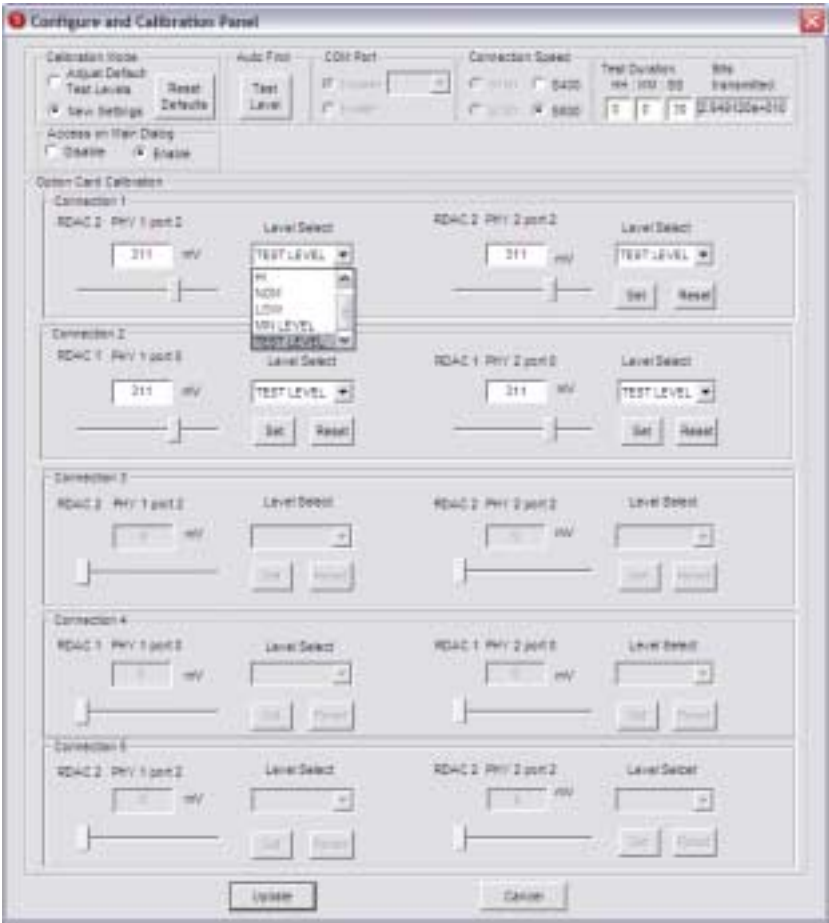 Configure and Calibration Panel
Calibration Mode
Adjust Default
Test Levels
New Settings
Reset
Defaults
Auto Find
Test
Level
COM Port
Connection Speed
S400
S800
Test Duration
HH MM SS
Bits
transmitted
Access on Main Dialog
Disable
Enable
Option Card Calibration
Connection 1
RDAC 2 PHY 1 port 2
Level Select
RDAC 2 PHY 2 port 2
Level Select
311 mV
TEST LEVEL
311 mV
TEST LEVEL
HI
NOM
LOW
MIN LEVEL
TEST LEVEL
Set
Reset
Connection 2
RDAC 1 PHY 1 port 0
Level Select
RDAC 1 PHY 2 port 0
Level Select
311 mV
TEST LEVEL
311 mV
TEST LEVEL
Set
Reset
Set
Reset
Connection 3
RDAC 2 PHY 1 port 2
Level Select
RDAC 2 PHY 2 port 2
Level Select
mV
mV
Set
Reset
Set
Reset
Connection 4
RDAC 1 PHY 1 port 0
Level Select
RDAC 1 PHY 2 port 0
Level Select
mV
mV
Set
Reset
Set
Reset
Connection 5
RDAC 2 PHY 1 port 2
Level Select
RDAC 2 PHY 2 port 2
Level Selcet
mV
mV
Set
Reset
Set
Reset
Update
Cancel